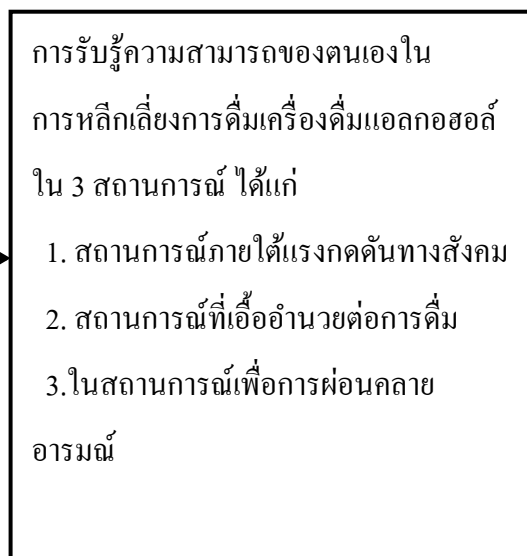 การรับรู้ความสามารถของตนเองใน
การหลีกเลี่ยงการดื่มเครื่องดื่มแอลกอฮอล์
ใน 3 สถานการณ์ ได้แก่
1. สถานการณ์ภายใต้แรงกดดันทางสังคม
2. สถานการณ์ที่เอื้ออำนวยต่อการดื่ม
3.ในสถานการณ์เพื่อการผ่อนคลาย
อารมณ์